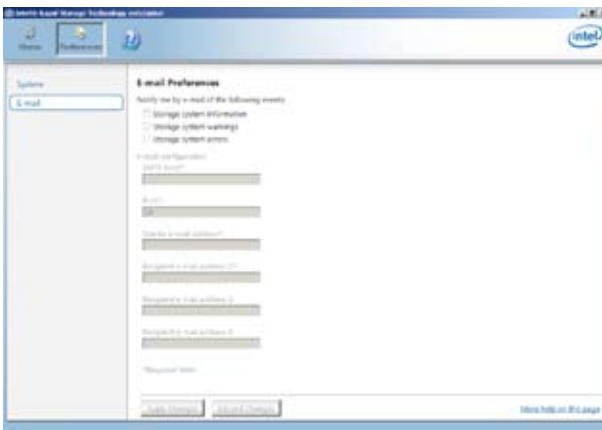 Intel® Rapid Storage Technology enterprise
Home
Preferences
intel
System
E-mail
E-mail Preferences
Notify me by e-mail of the following events:
Storage system information
Storage system warnings
Storage system errors
E-mail configuration
SMTP host*:
Port*:
Sender e-mail address*:
Recipient e-mail address 1*:
Recipient e-mail address 2:
Recipient e-mail address 3:
*Required fields
Apply Changes
Discard Changes
More help on this page